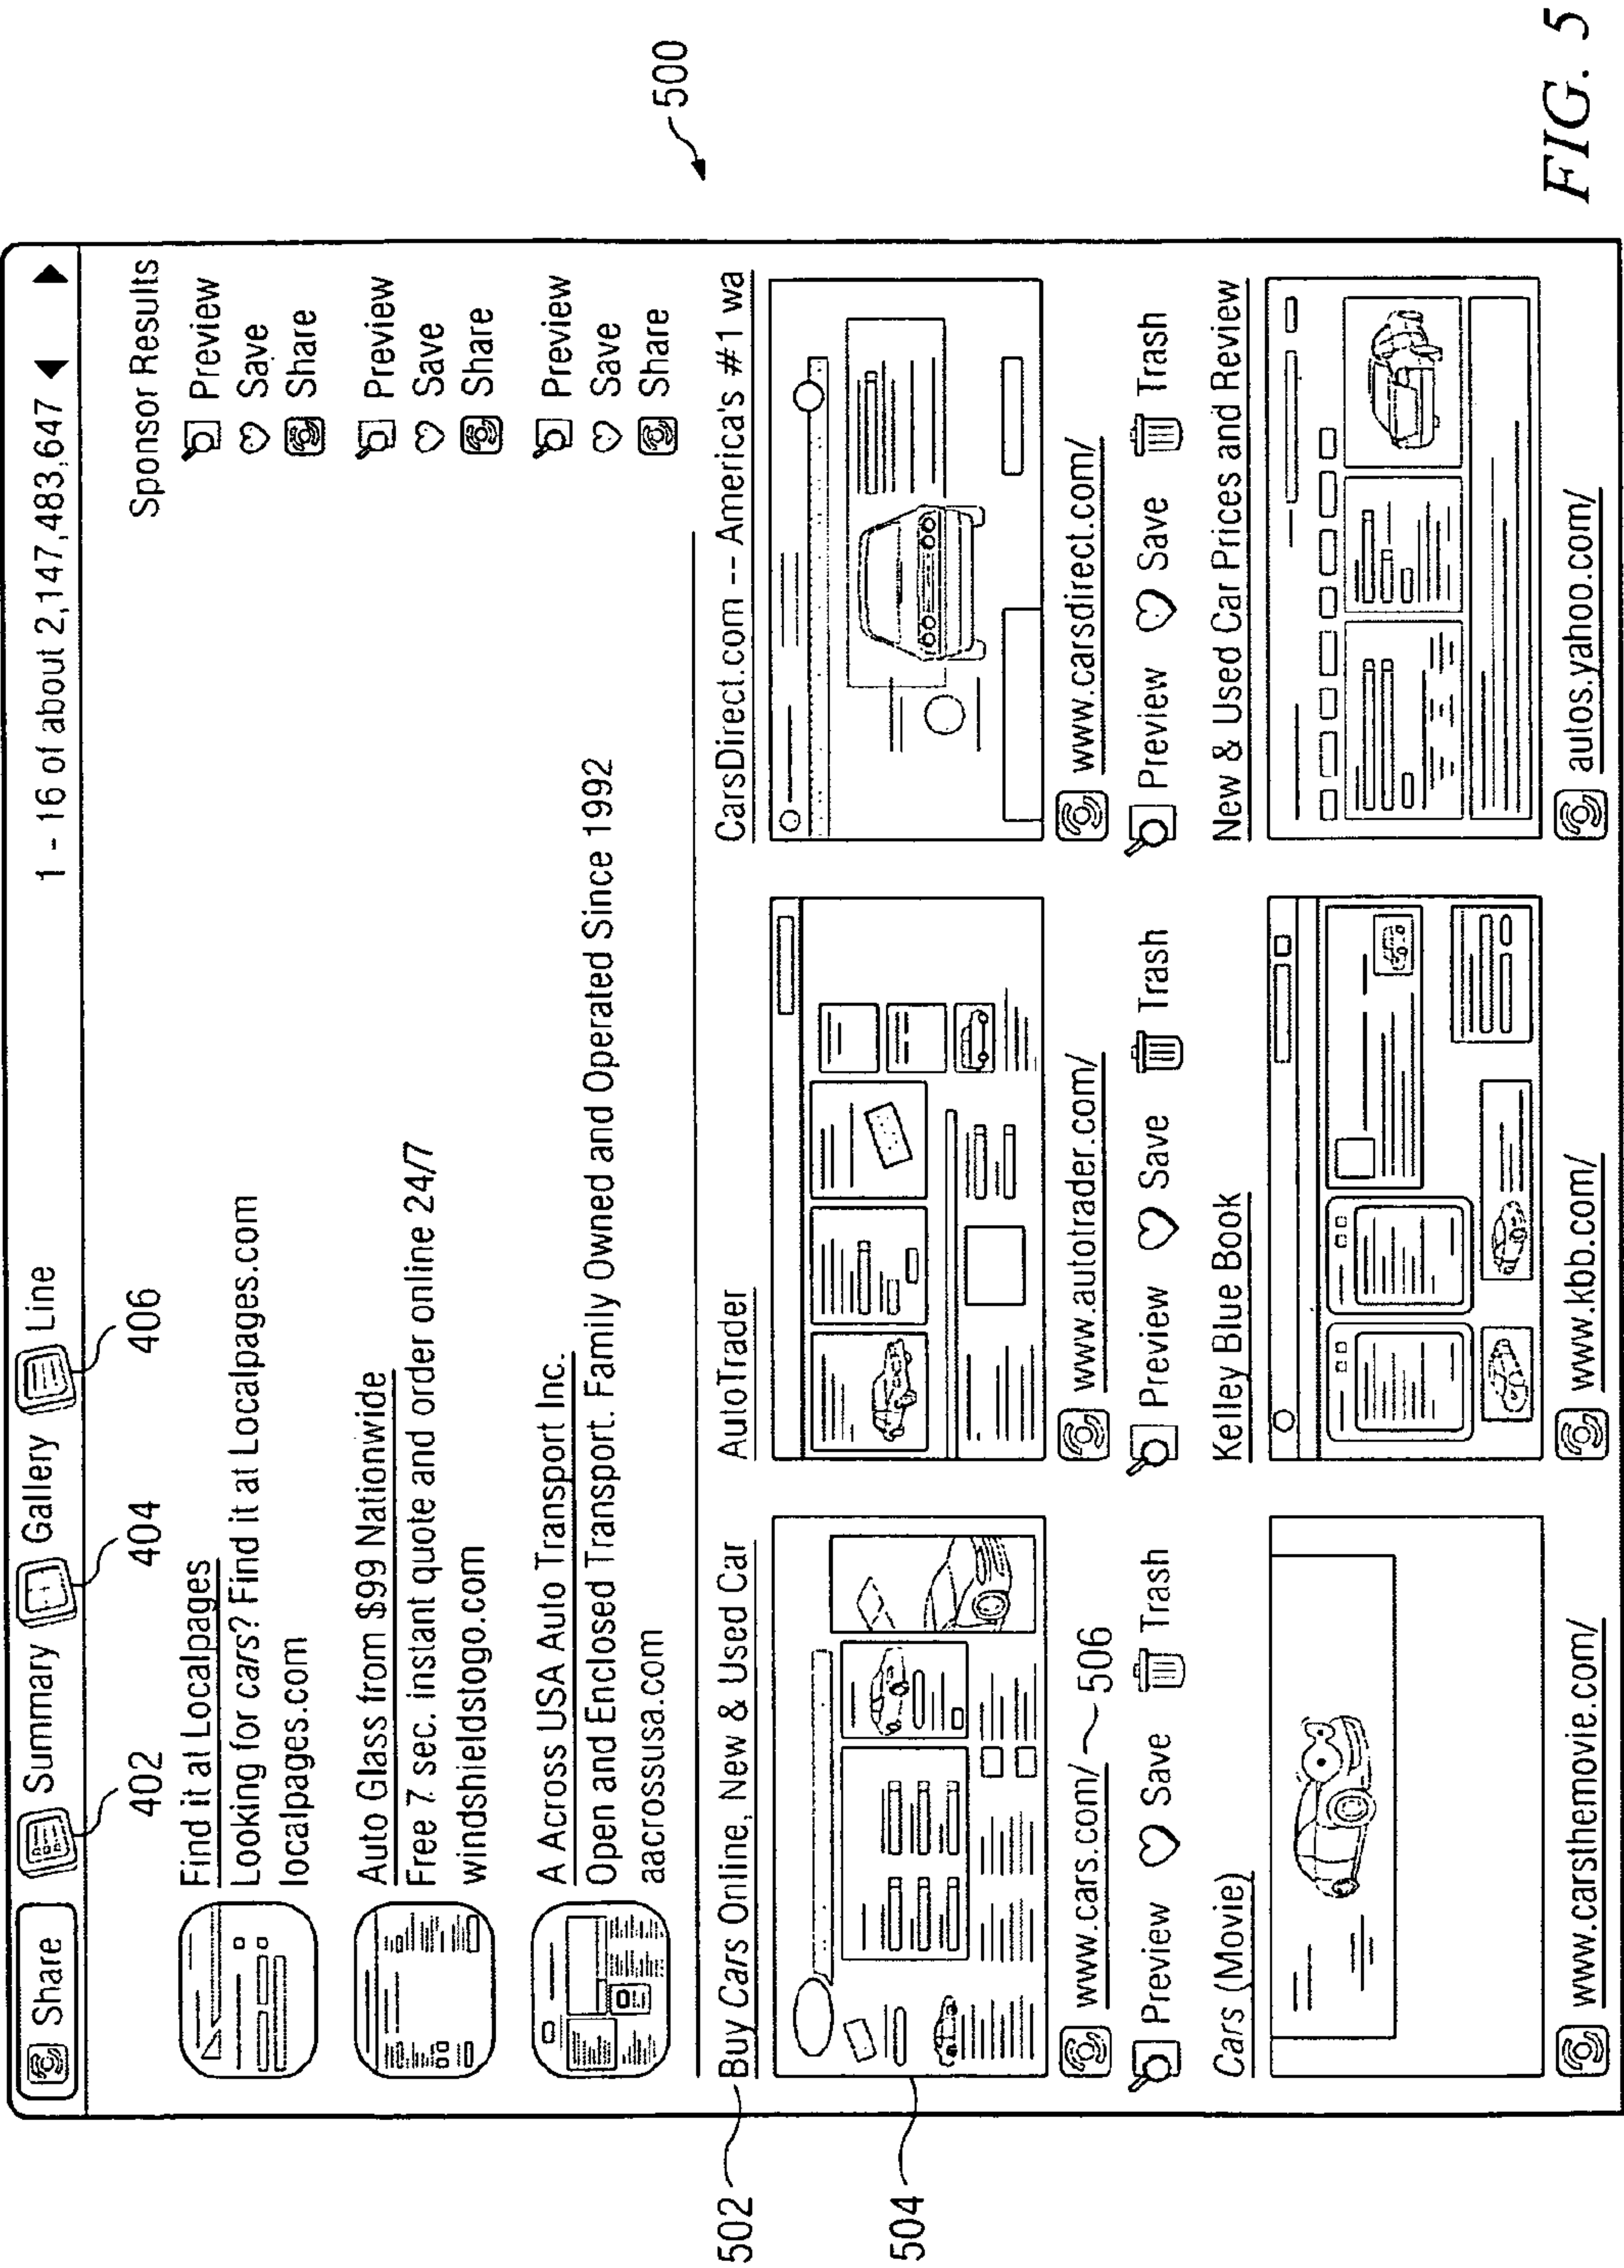 Share Summary Gallery Line 1 - 16 of about 2,147,483,647
402 404 406
Sponsor Results
Find it at Localpages
Looking for cars? Find it at Localpages.com
localpages.com
Preview
Save
Share
Auto Glass from $99 Nationwide
Free 7 sec. instant quote and order online 24/7
windshieldstogo.com
Preview
Save
Share
A Across USA Auto Transport Inc.
Open and Enclosed Transport. Family Owned and Operated Since 1992
aacrossusa.com
Preview
Save
Share
500
502 Buy Cars Online, New & Used Car AutoTrader CarsDirect.com -- America's #1 wa
504
www.cars.com/ 506 www.autotrader.com/ www.carsdirect.com/
Preview Save Trash Preview Save Trash Preview Save Trash
Cars (Movie) Kelley Blue Book New & Used Car Prices and Review
www.carsthemovie.com/ www.kbb.com/ autos.yahoo.com/
FIG. 5